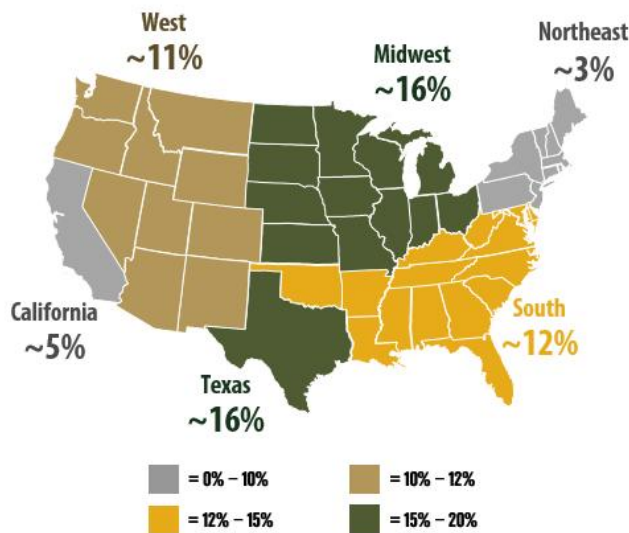 West
~11%
Midwest
~16%
Northeast
~3%
California
~5%
South
~12%
Texas
~16%
= 0% – 10%
= 10% – 12%
= 12% – 15%
= 15% – 20%